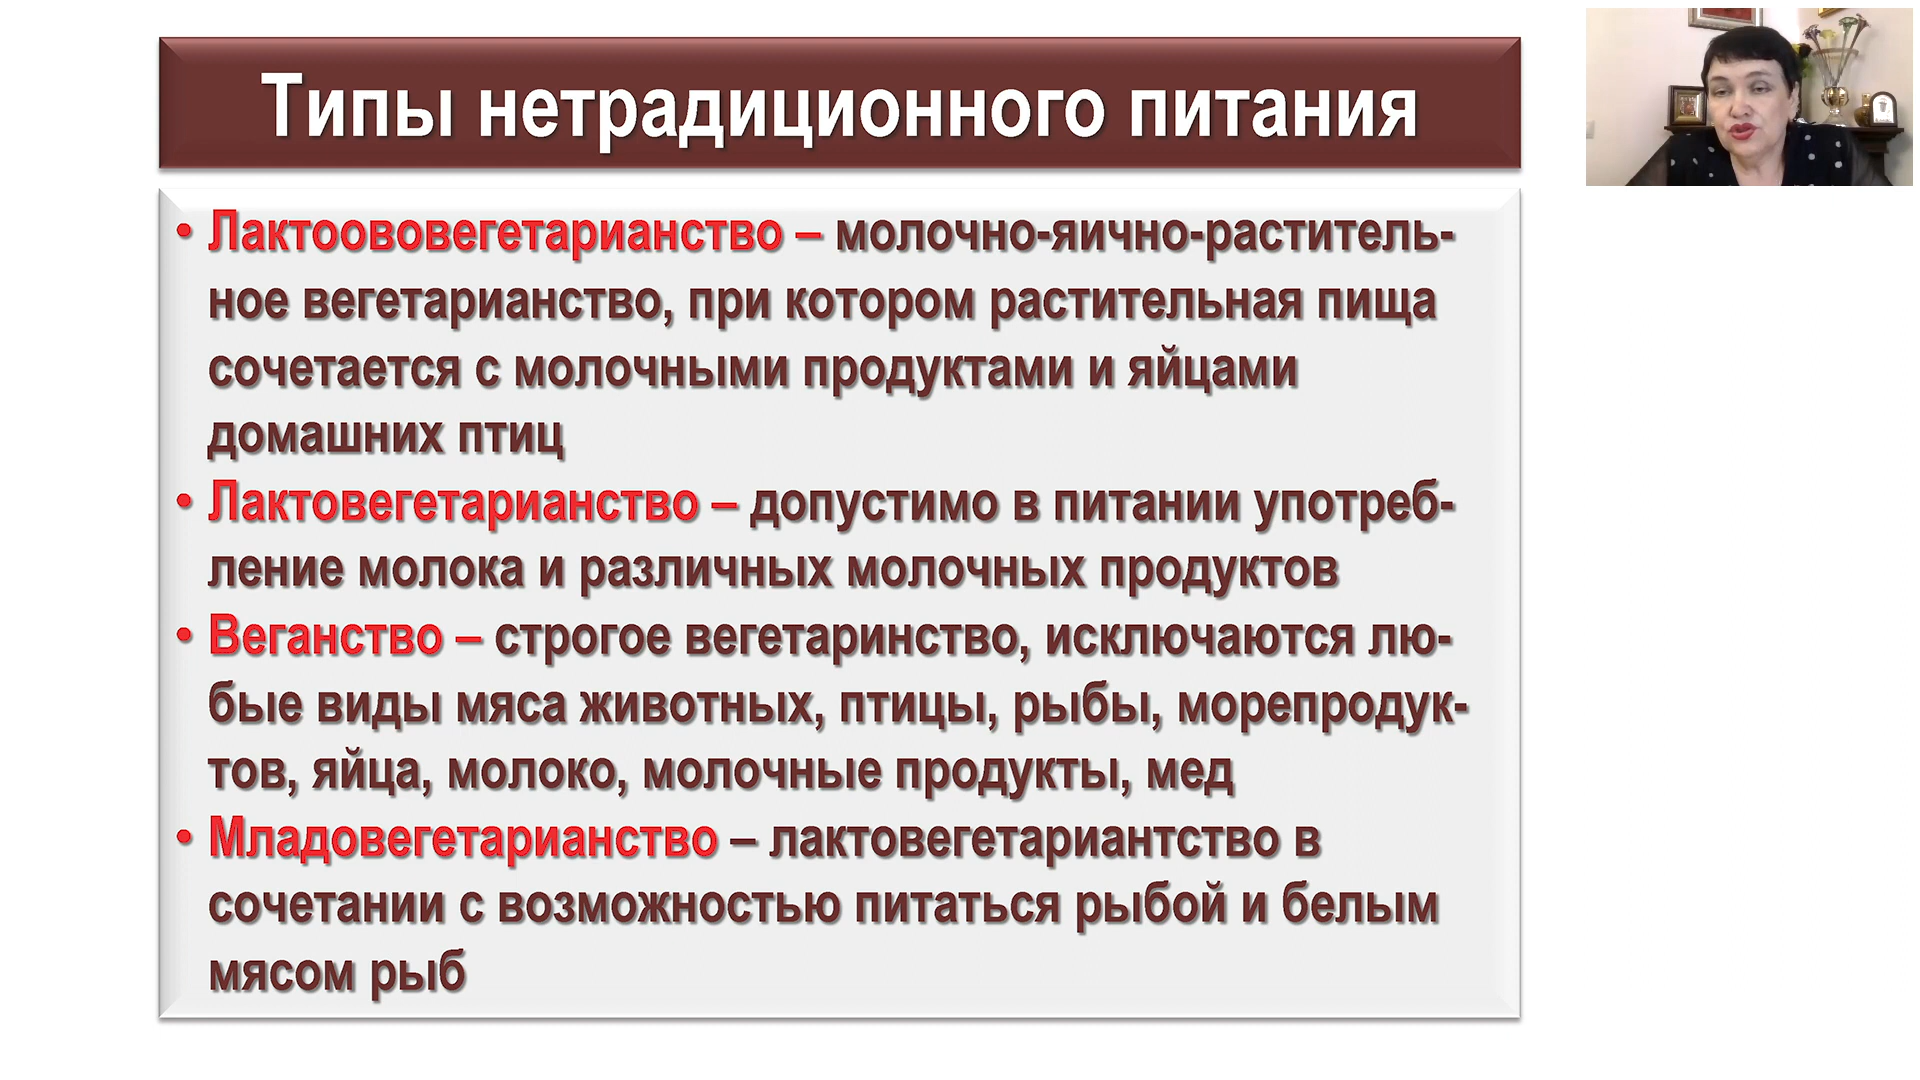 Типы нетрадиционного питания
• Лактоововегетарианство – молочно-яично-раститель-
ное вегетарианство, при котором растительная пища
сочетается с молочными продуктами и яйцами
домашних птиц
• Лактовегетарианство – допустимо в питании употреб-
ление молока и различных молочных продуктов
• Веганство – строгое вегетаринство, исключаются лю-
бые виды мяса животных, птицы, рыбы, морепродук-
тов, яйца, молоко, молочные продукты, мед
• Младовегетарианство – лактовегетариантство в
сочетании с возможностью питаться рыбой и белым
мясом рыб